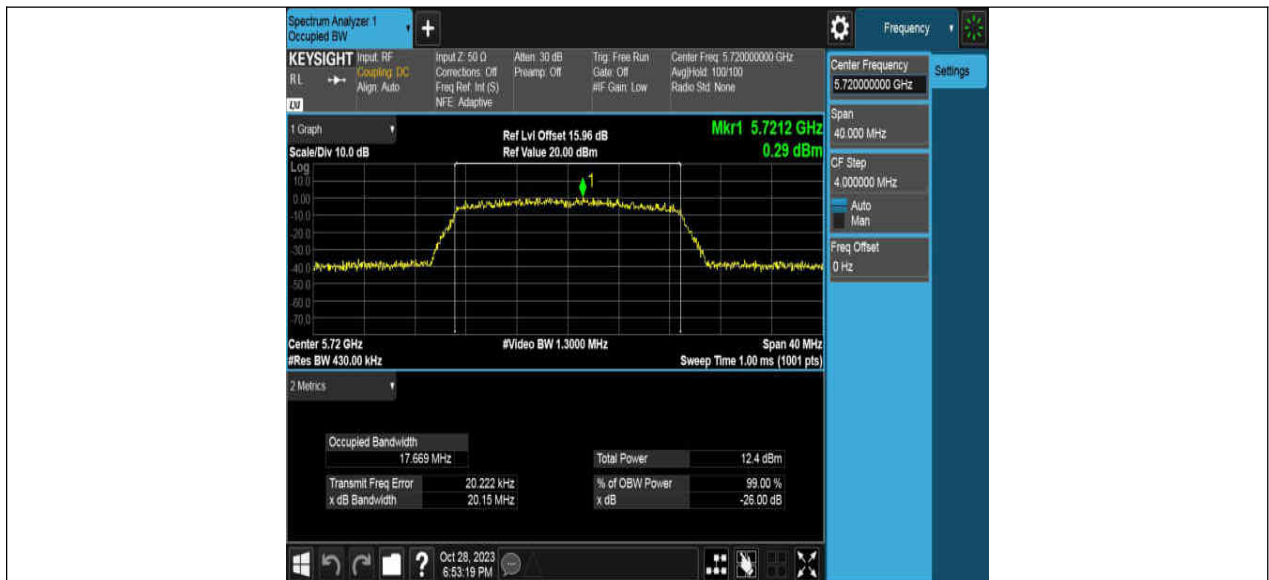 Spectrum Analyzer 1
Occupied BW
Frequency
KEYSIGHT Input: RF
RL Coupling: DC
Align: Auto
Input Z: 50 Ω
Corrections: Off
Freq Ref: Int (S)
NFE: Adaptive
Atten: 30 dB
Preamp: Off
Trig: Free Run
Gate: Off
#IF Gain: Low
Center Freq: 5.720000000 GHz
Avg|Hold: 100/100
Radio Std: None
Center Frequency
5.720000000 GHz
Settings
Span
40.000 MHz
CF Step
4.000000 MHz
Auto
Man
Freq Offset
0 Hz
1 Graph
Scale/Div 10.0 dB
Ref Lvl Offset 15.96 dB
Ref Value 20.00 dBm
Mkr1 5.7212 GHz
0.29 dBm
Log
10.0
0.00
-10.0
-20.0
-30.0
-40.0
-50.0
-60.0
-70.0
1
Center 5.72 GHz
#Video BW 1.3000 MHz
Span 40 MHz
#Res BW 430.00 kHz
Sweep Time 1.00 ms (1001 pts)
2 Metrics
Occupied Bandwidth
17.669 MHz
Total Power 12.4 dBm
Transmit Freq Error 20.222 kHz
% of OBW Power 99.00 %
x dB Bandwidth 20.15 MHz
x dB -26.00 dB
Oct 28, 2023
6:53:19 PM